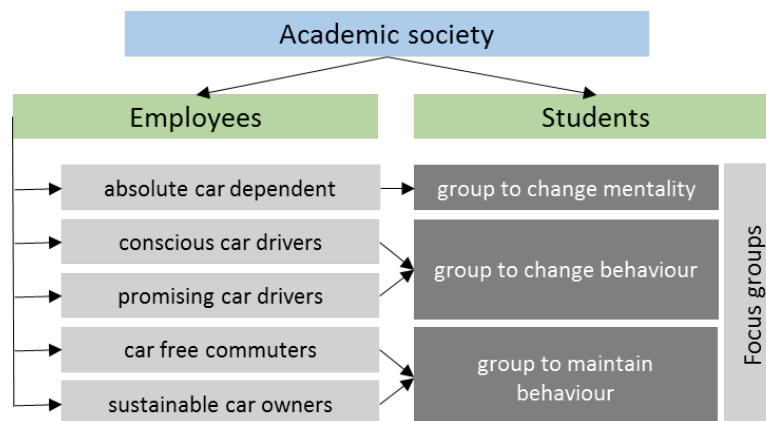 Academic society
Employees
Students
absolute car dependent
group to change mentality
conscious car drivers
promising car drivers
group to change behaviour
car free commuters
sustainable car owners
group to maintain
behaviour
Focus groups